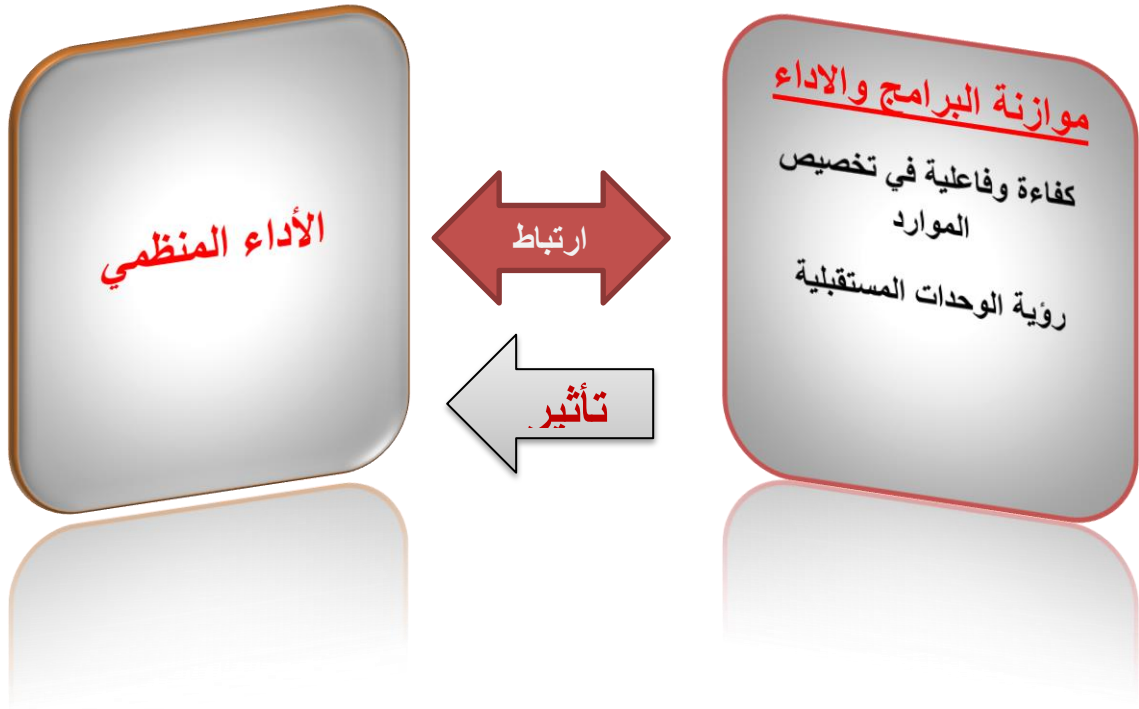 موازنة البرامج والاداء
كفاءة وفاعلية في تخصيص
الموارد
رؤية الوحدات المستقبلية
ارتباط
تأثير
الأداء المنظمي